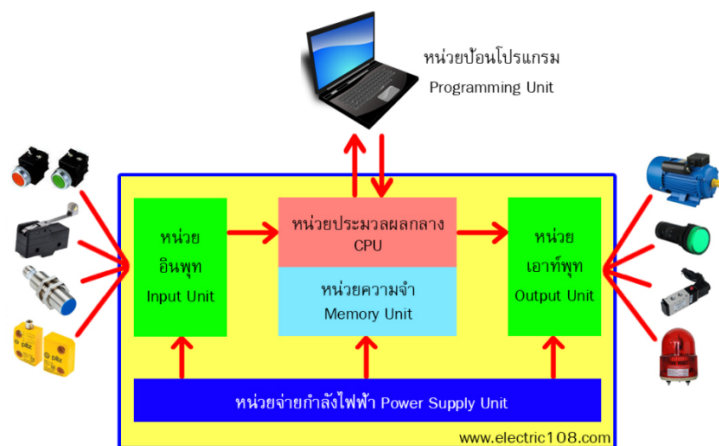 หน่วยป้อนโปรแกรม
Programming Unit
หน่วย
อินพุท
Input Unit
หน่วยประมวลผลกลาง
CPU
หน่วยความจำ
Memory Unit
หน่วย
เอาท์พุท
Output Unit
หน่วยจ่ายกำลังไฟฟ้า Power Supply Unit
www.electric108.com